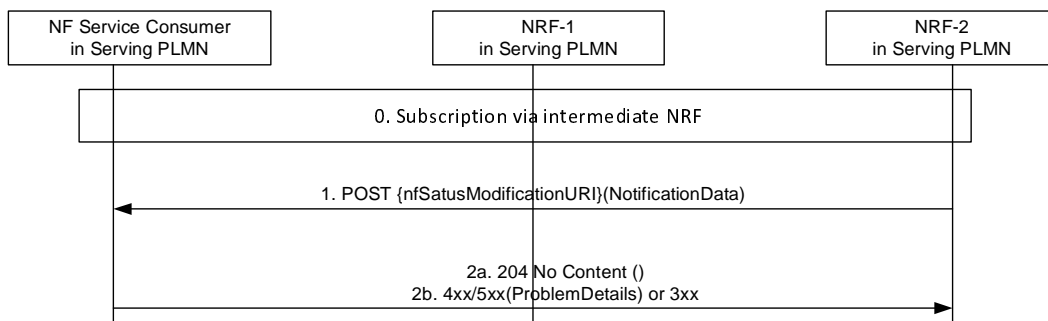 NF Service Consumer
in Serving PLMN
NRF-1
in Serving PLMN
NRF-2
in Serving PLMN
0. Subscription via intermediate NRF
1. POST {nfSatusModificationURI}(NotificationData)
2a. 204 No Content ()
2b. 4xx/5xx(ProblemDetails) or 3xx